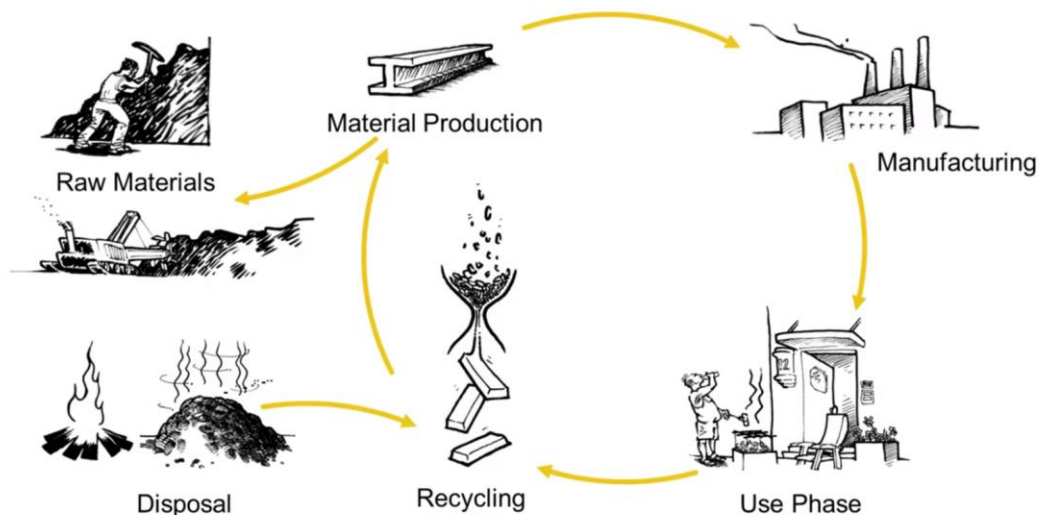 Material Production
Manufacturing
Raw Materials
Disposal
Recycling
Use Phase